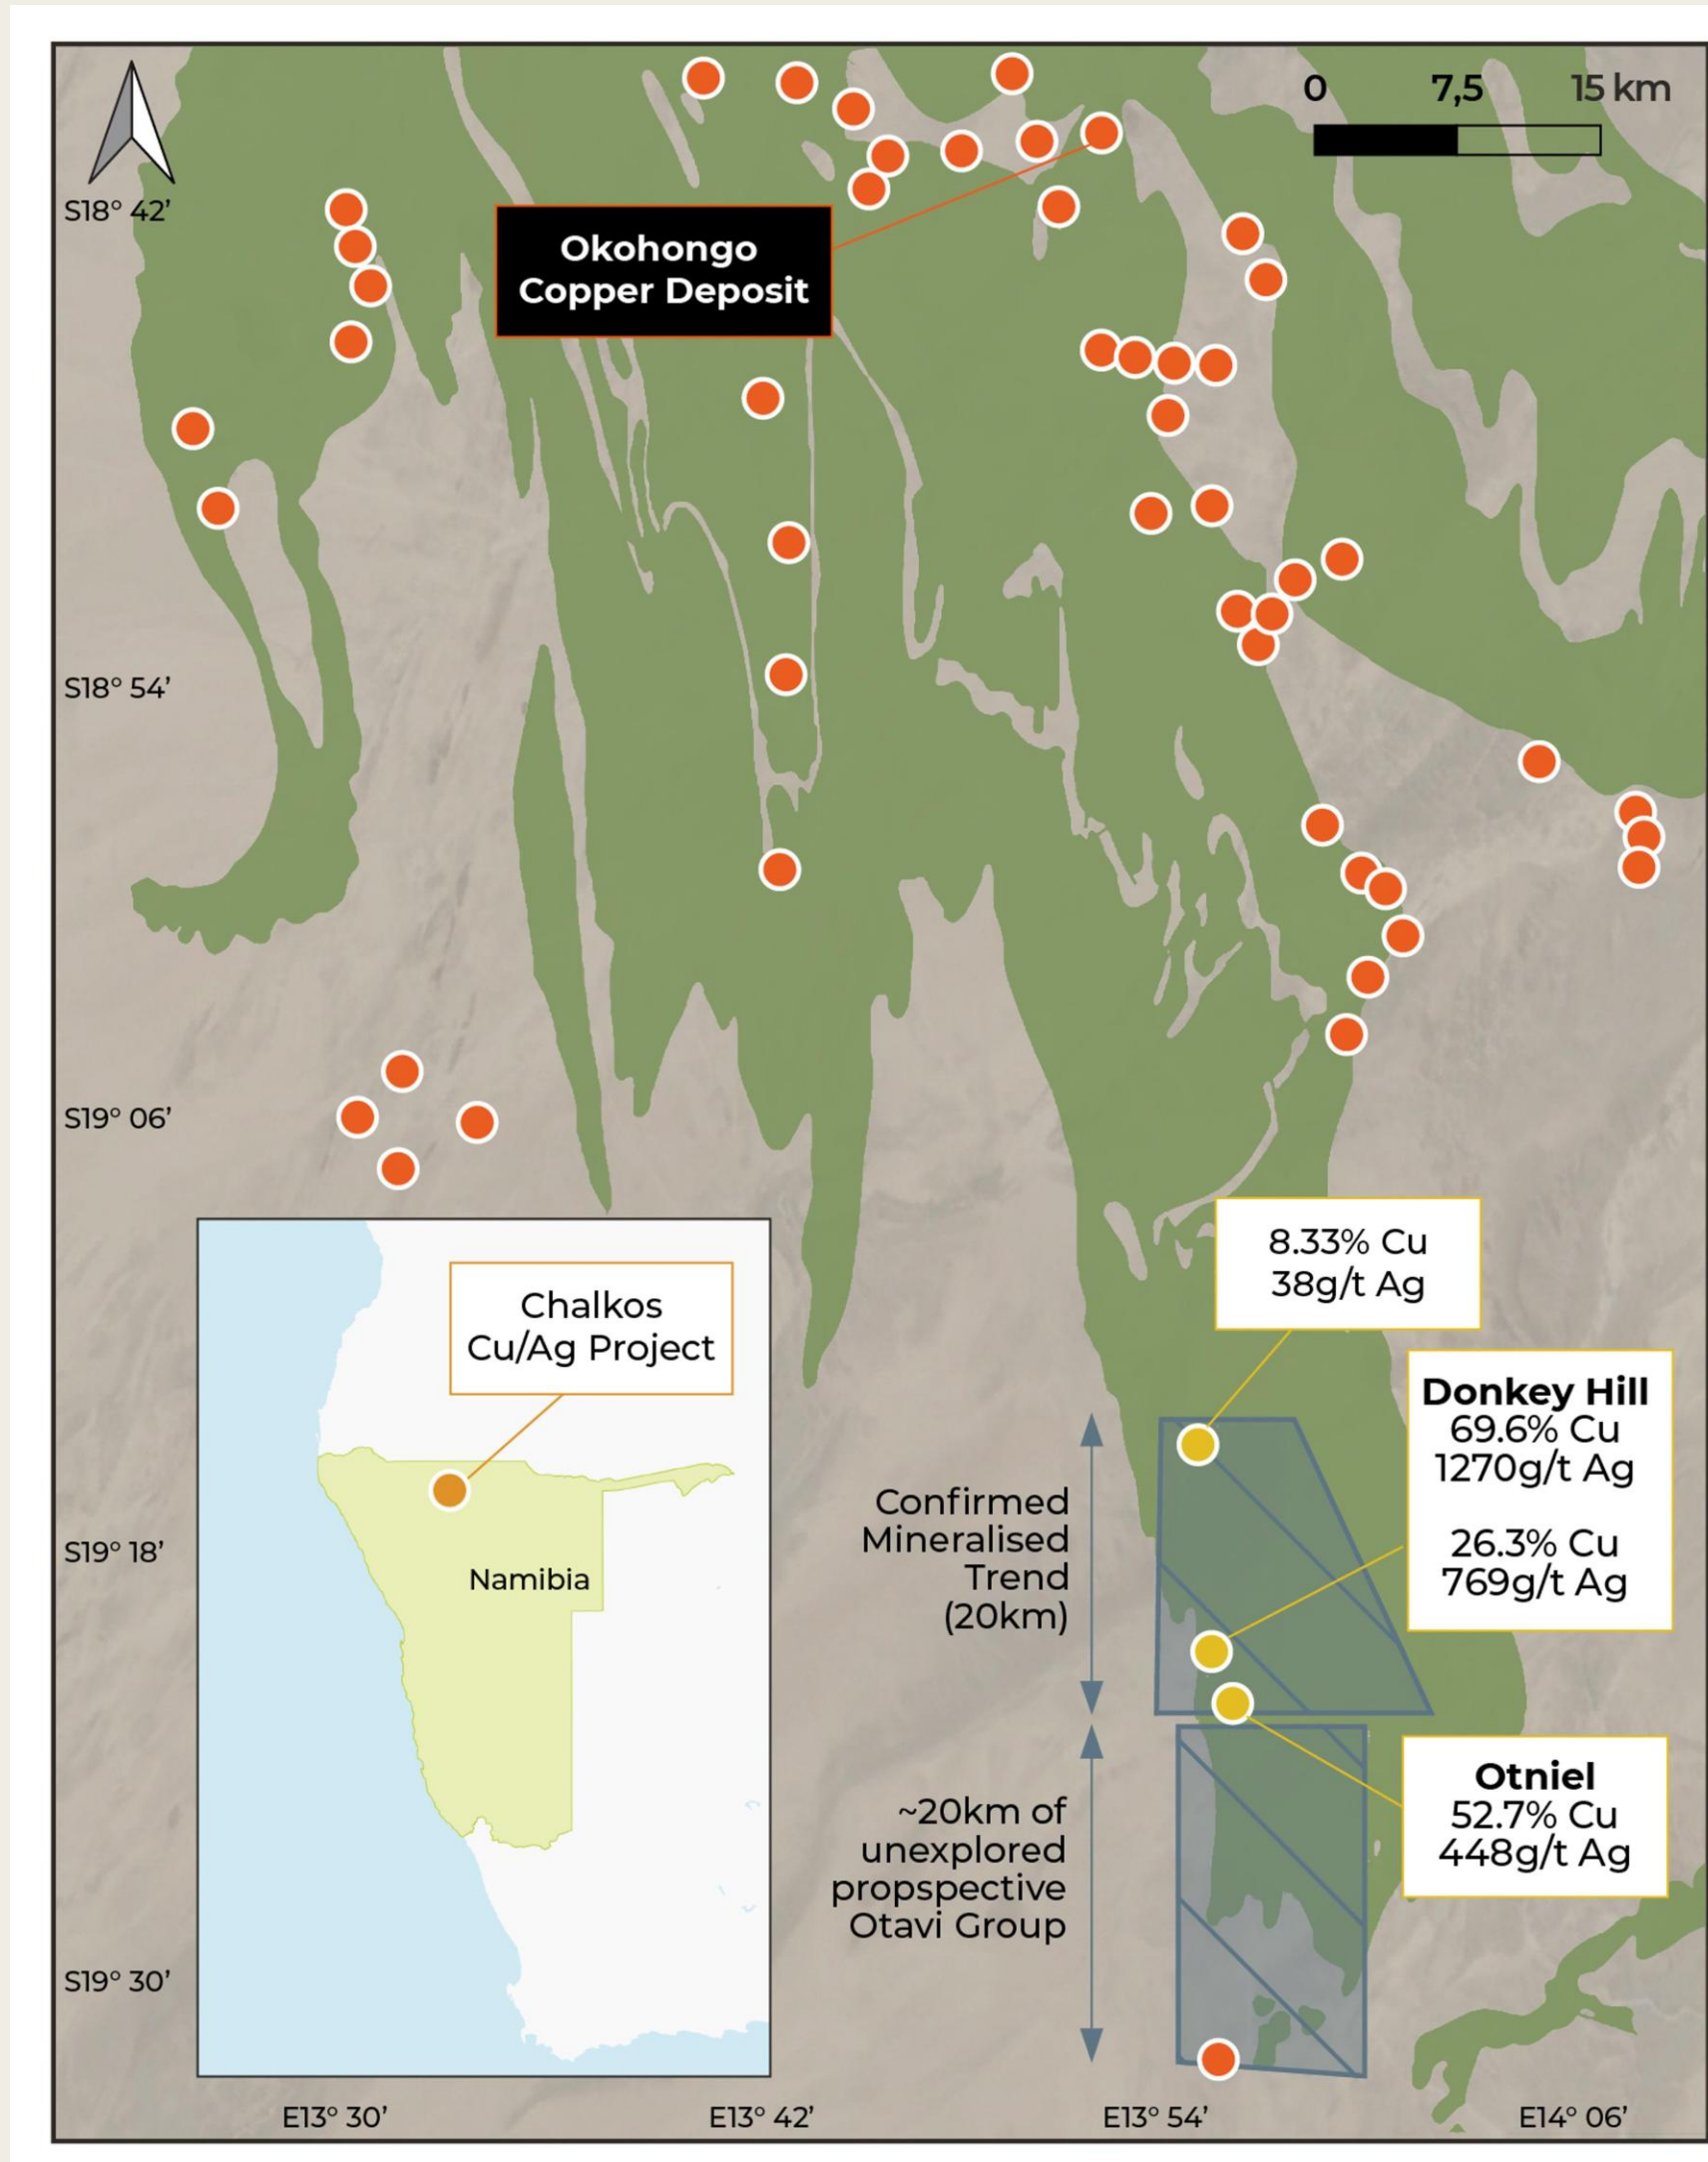 0 7,5 15 km
S18° 42’
Okohongo
Copper Deposit
S18° 54’
S19° 06’
8.33% Cu
38g/t Ag
Chalkos
Cu/Ag Project
Donkey Hill
69.6% Cu
1270g/t Ag
26.3% Cu
769g/t Ag
Confirmed
Mineralised
Trend
(20km)
S19° 18’
Namibia
Otniel
52.7% Cu
448g/t Ag
~20km of
unexplored
propspective
Otavi Group
S19° 30’
E13° 30’ E13° 42’ E13° 54’ E14° 06’